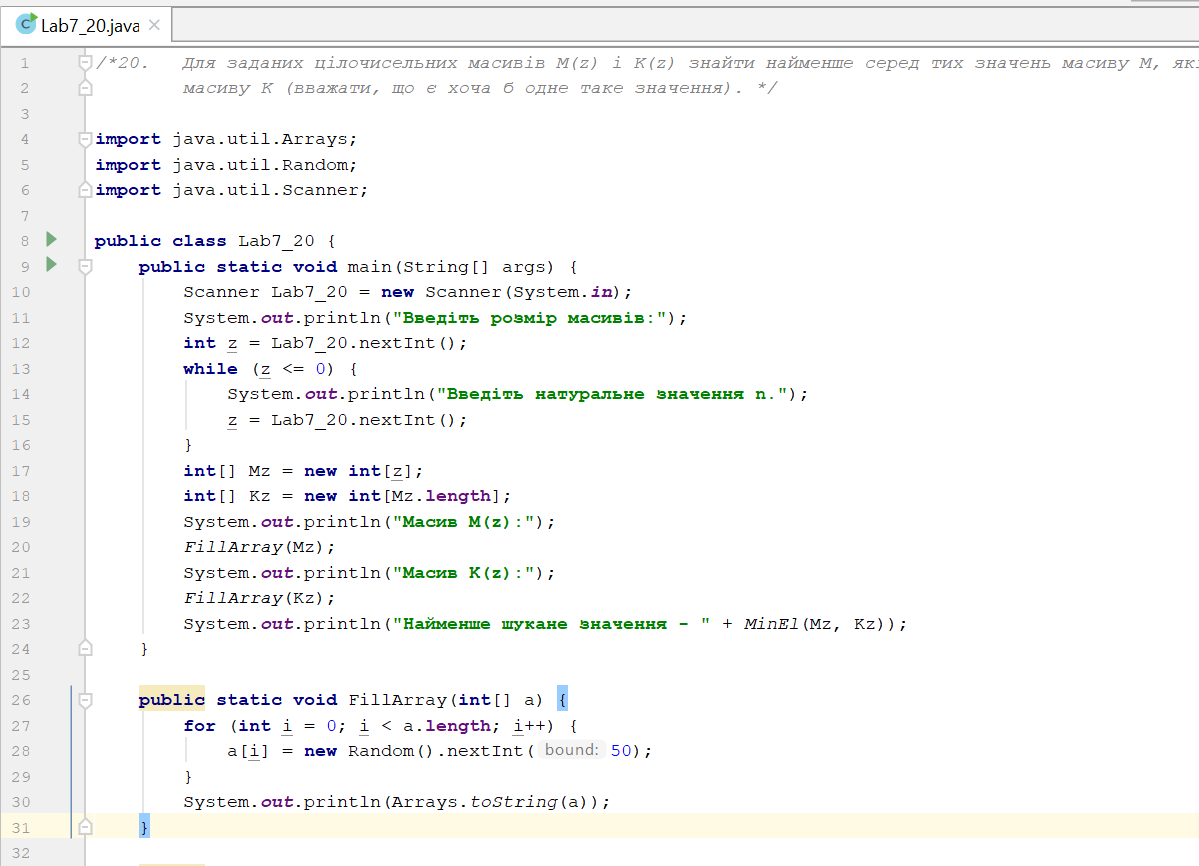 Lab7_20.java
1 /*20. Для заданих цілочисельних масивів M(z) і K(z) знайти найменше серед тих значень масиву M, які
2 масиву K (вважати, що є хоча б одне таке значення). */
3
4 import java.util.Arrays;
5 import java.util.Random;
6 import java.util.Scanner;
7
8 public class Lab7_20 {
9 public static void main(String[] args) {
10 Scanner Lab7_20 = new Scanner(System.in);
11 System.out.println("Введіть розмір масивів:");
12 int z = Lab7_20.nextInt();
13 while (z <= 0) {
14 System.out.println("Введіть натуральне значення n.");
15 z = Lab7_20.nextInt();
16 }
17 int[] Mz = new int[z];
18 int[] Kz = new int[Mz.length];
19 System.out.println("Масив M(z):");
20 FillArray(Mz);
21 System.out.println("Масив K(z):");
22 FillArray(Kz);
23 System.out.println("Найменше шукане значення - " + MinEl(Mz, Kz));
24 }
25
26 public static void FillArray(int[] a) {
27 for (int i = 0; i < a.length; i++) {
28 a[i] = new Random().nextInt( bound: 50);
29 }
30 System.out.println(Arrays.toString(a));
31 }
32